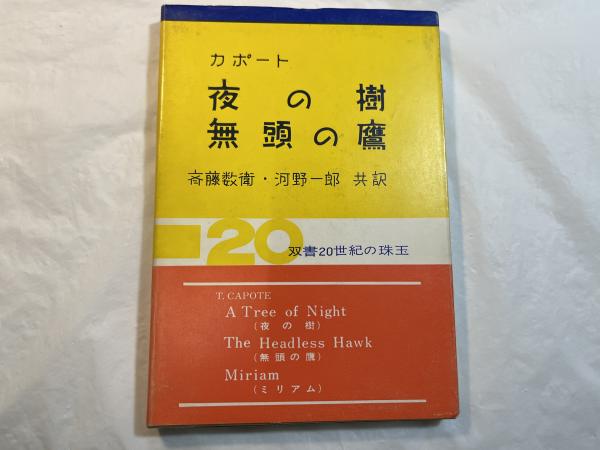 カポート
夜の樹
無頭の鷹
斎藤数衛・河野一郎 共訳
20 双書20世紀の珠玉
T. CAPOTE
A Tree of Night
(夜の樹)
The Headless Hawk
(無頭の鷹)
Miriam
(ミリアム)